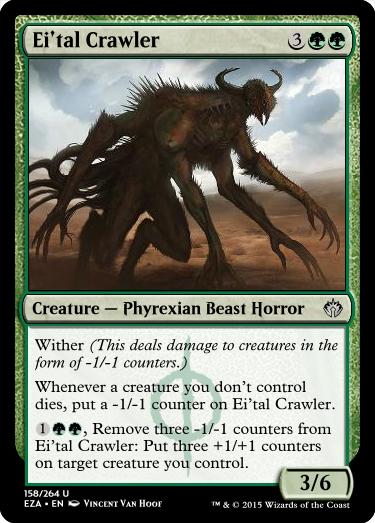 Ei'tal Crawler 3
Creature — Phyrexian Beast Horror
Wither (This deals damage to creatures in the
form of -1/-1 counters.)
Whenever a creature you don't control
dies, put a -1/-1 counter on Ei'tal Crawler.
1, Remove three -1/-1 counters from
Ei'tal Crawler: Put three +1/+1 counters
on target creature you control.
3/6
158/264 U
EZA • EN Vincent Van Hoof ™ & © 2015 Wizards of the Coast